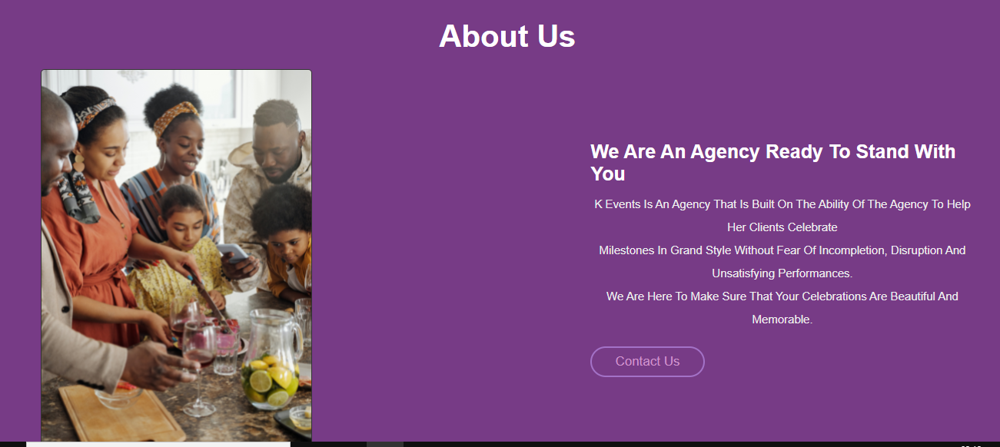 About Us
We Are An Agency Ready To Stand With
You
K Events Is An Agency That Is Built On The Ability Of The Agency To Help
Her Clients Celebrate
Milestones In Grand Style Without Fear Of Incompletion, Disruption And
Unsatisfying Performances.
We Are Here To Make Sure That Your Celebrations Are Beautiful And
Memorable.
Contact Us